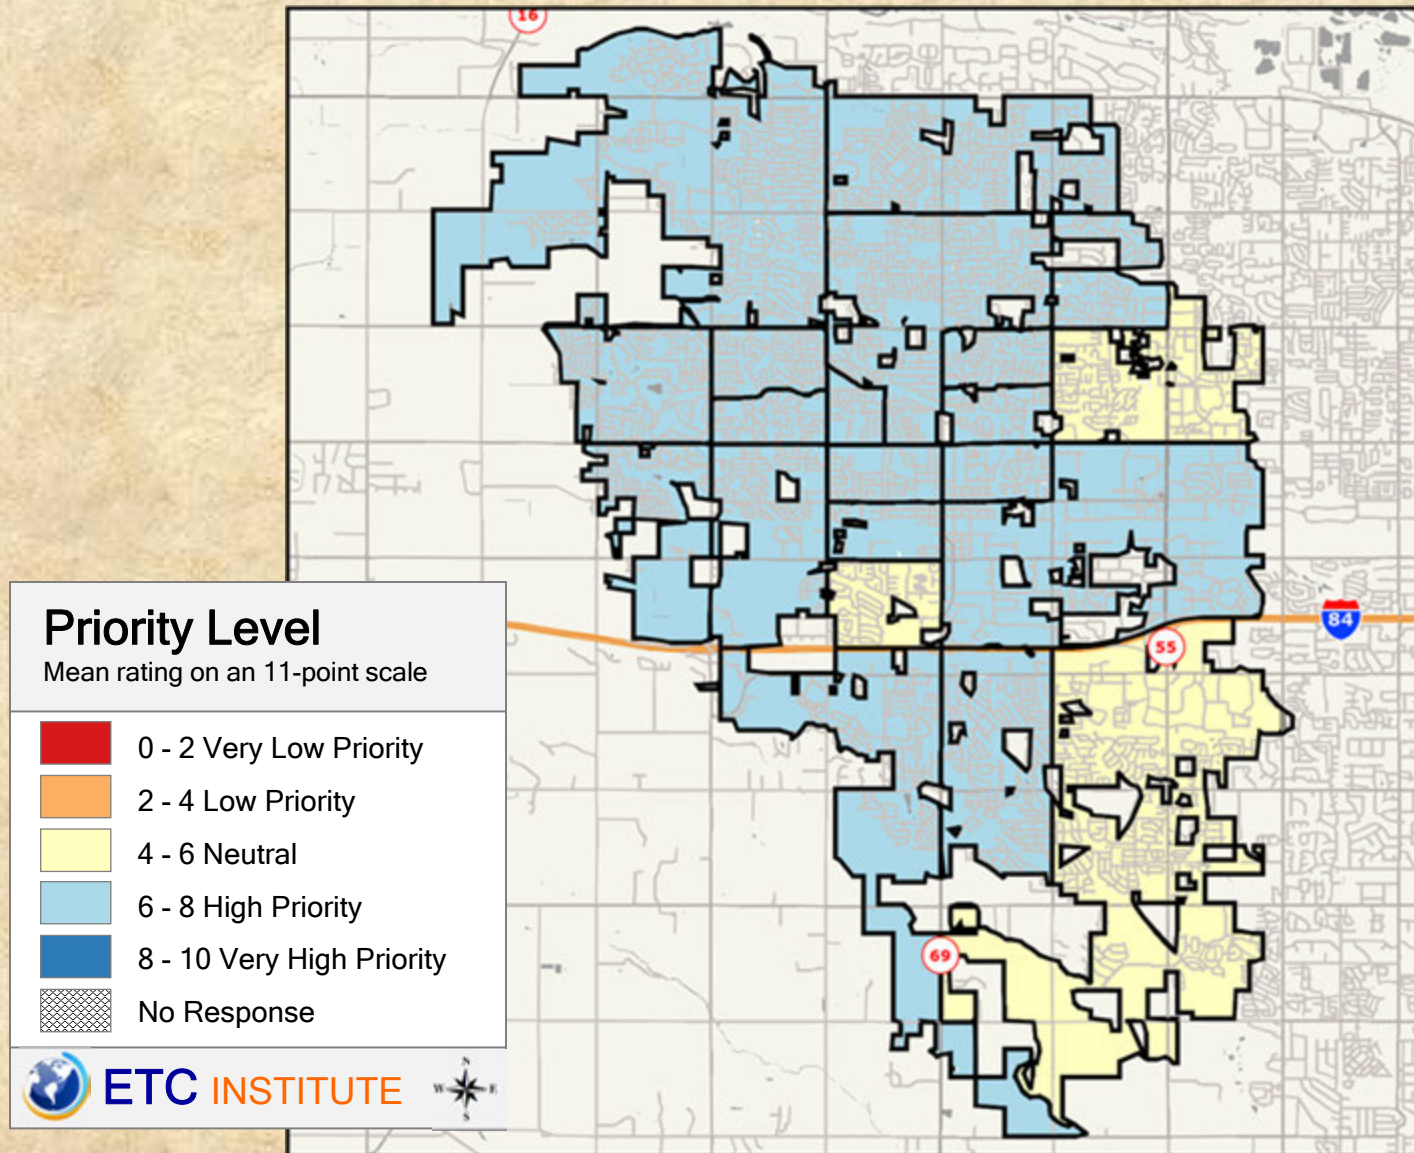 16
84
55
69
Priority Level
Mean rating on an 11-point scale
0 - 2 Very Low Priority
2 - 4 Low Priority
4 - 6 Neutral
6 - 8 High Priority
8 - 10 Very High Priority
No Response
ETC INSTITUTE
N
W E
S